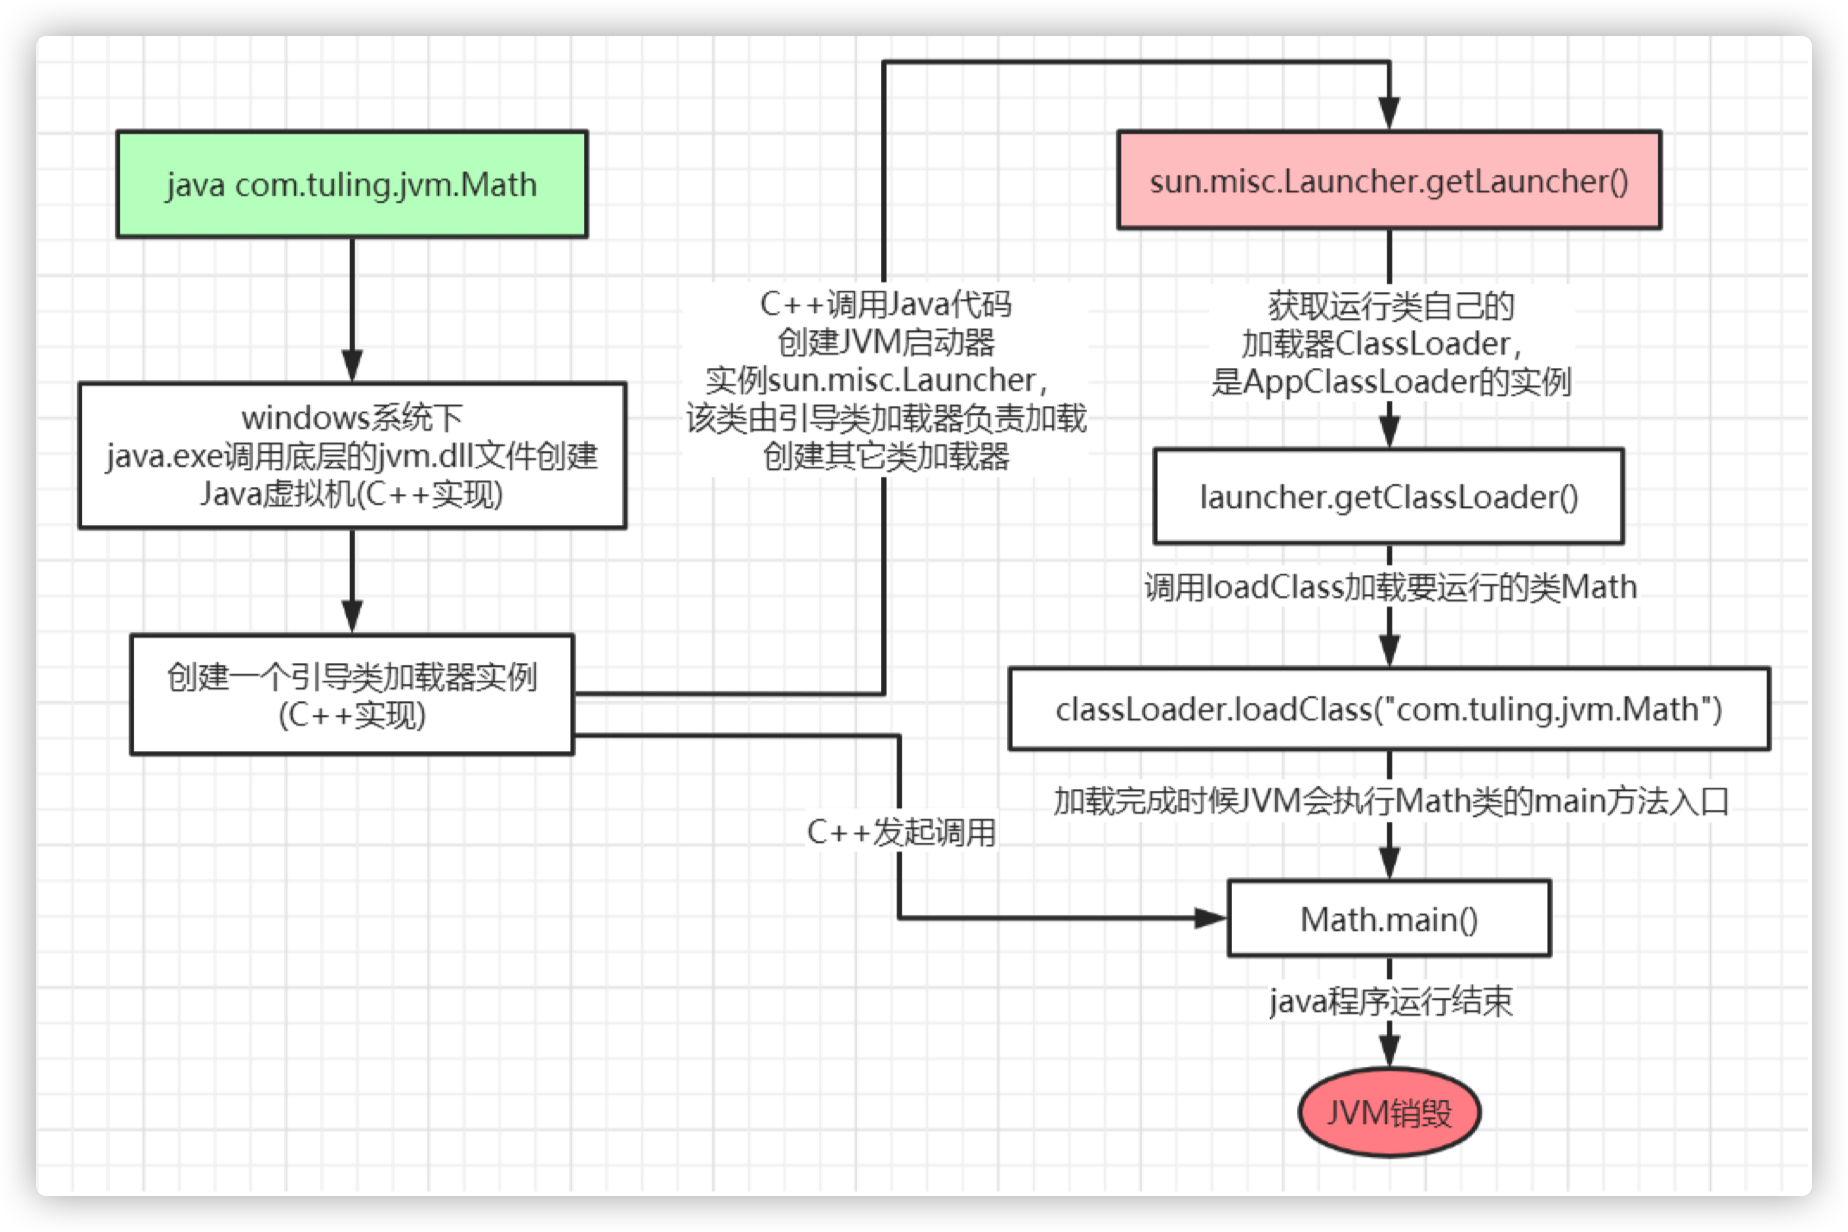 java com.tuling.jvm.Math
windows系统下
java.exe调用底层的jvm.dll文件创建
Java虚拟机(C++实现)
创建一个引导类加载器实例
(C++实现)
C++调用Java代码
创建JVM启动器
实例sun.misc.Launcher，
该类由引导类加载器负责加载
创建其它类加载器
C++发起调用
sun.misc.Launcher.getLauncher()
获取运行类自己的
加载器ClassLoader，
是AppClassLoader的实例
launcher.getClassLoader()
调用loadClass加载要运行的类Math
classLoader.loadClass("com.tuling.jvm.Math")
加载完成时候JVM会执行Math类的main方法入口
Math.main()
java程序运行结束
JVM销毁